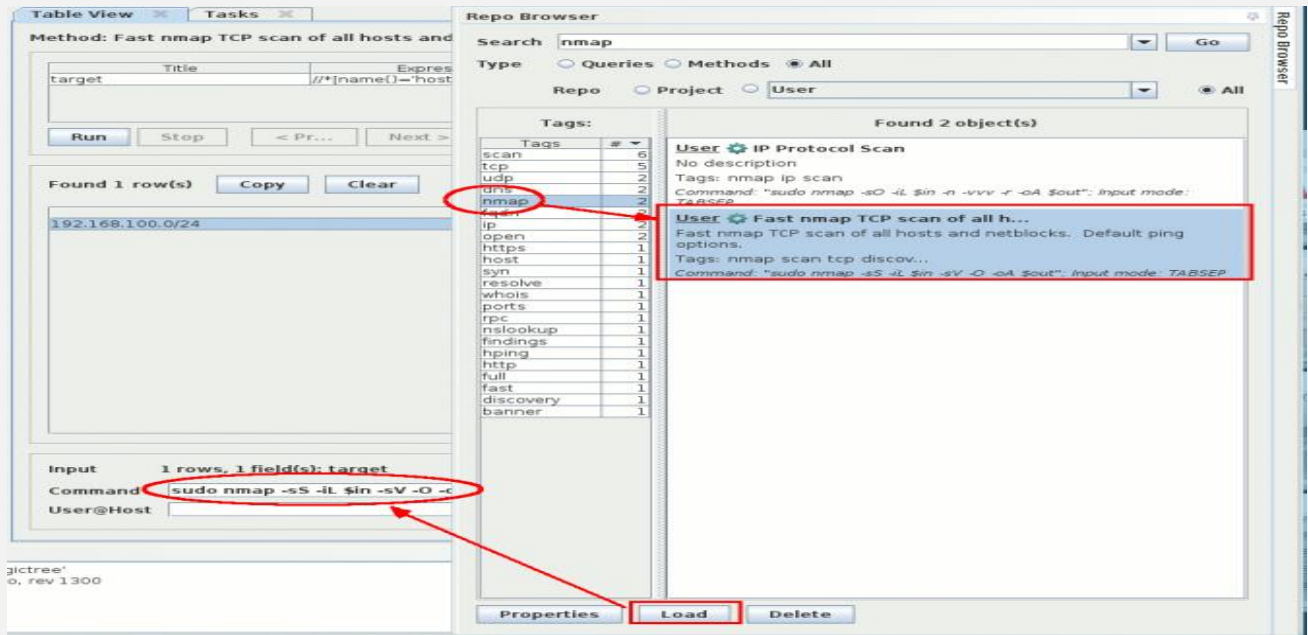 Table View
Tasks
Method: Fast nmap TCP scan of all hosts and
Title
Expres
target
//*[name()='host
Run
Stop
< Pr...
Next >
Found 1 row(s)
Copy
Clear
192.168.100.0/24
Input
1 rows, 1 field(s): target
Command
sudo nmap -sS -iL $in -sV -O -o
User@Host
gictree'
o, rev 1300
Repo Browser
Search
nmap
Go
Type
Queries
Methods
All
Repo
Project
User
All
Tags:
Tags #
scan 6
tcp 5
udp 2
dns 2
nmap 2
fqdn 2
ip 2
open 2
https 1
host 1
syn 1
resolve 1
whois 1
ports 1
rpc 1
nslookup 1
findings 1
hping 1
http 1
full 1
fast 1
discovery 1
banner 1
Found 2 object(s)
User IP Protocol Scan
No description
Tags: nmap ip scan
Command: "sudo nmap -sO -iL $in -n -vvv -r -oA $out"; Input mode:
TABSEP
User Fast nmap TCP scan of all h...
Fast nmap TCP scan of all hosts and netblocks. Default ping
options.
Tags: nmap scan tcp discov...
Command: "sudo nmap -sS -iL $in -sV -O -oA $out"; Input mode: TABSEP
Properties
Load
Delete
Repo Browser